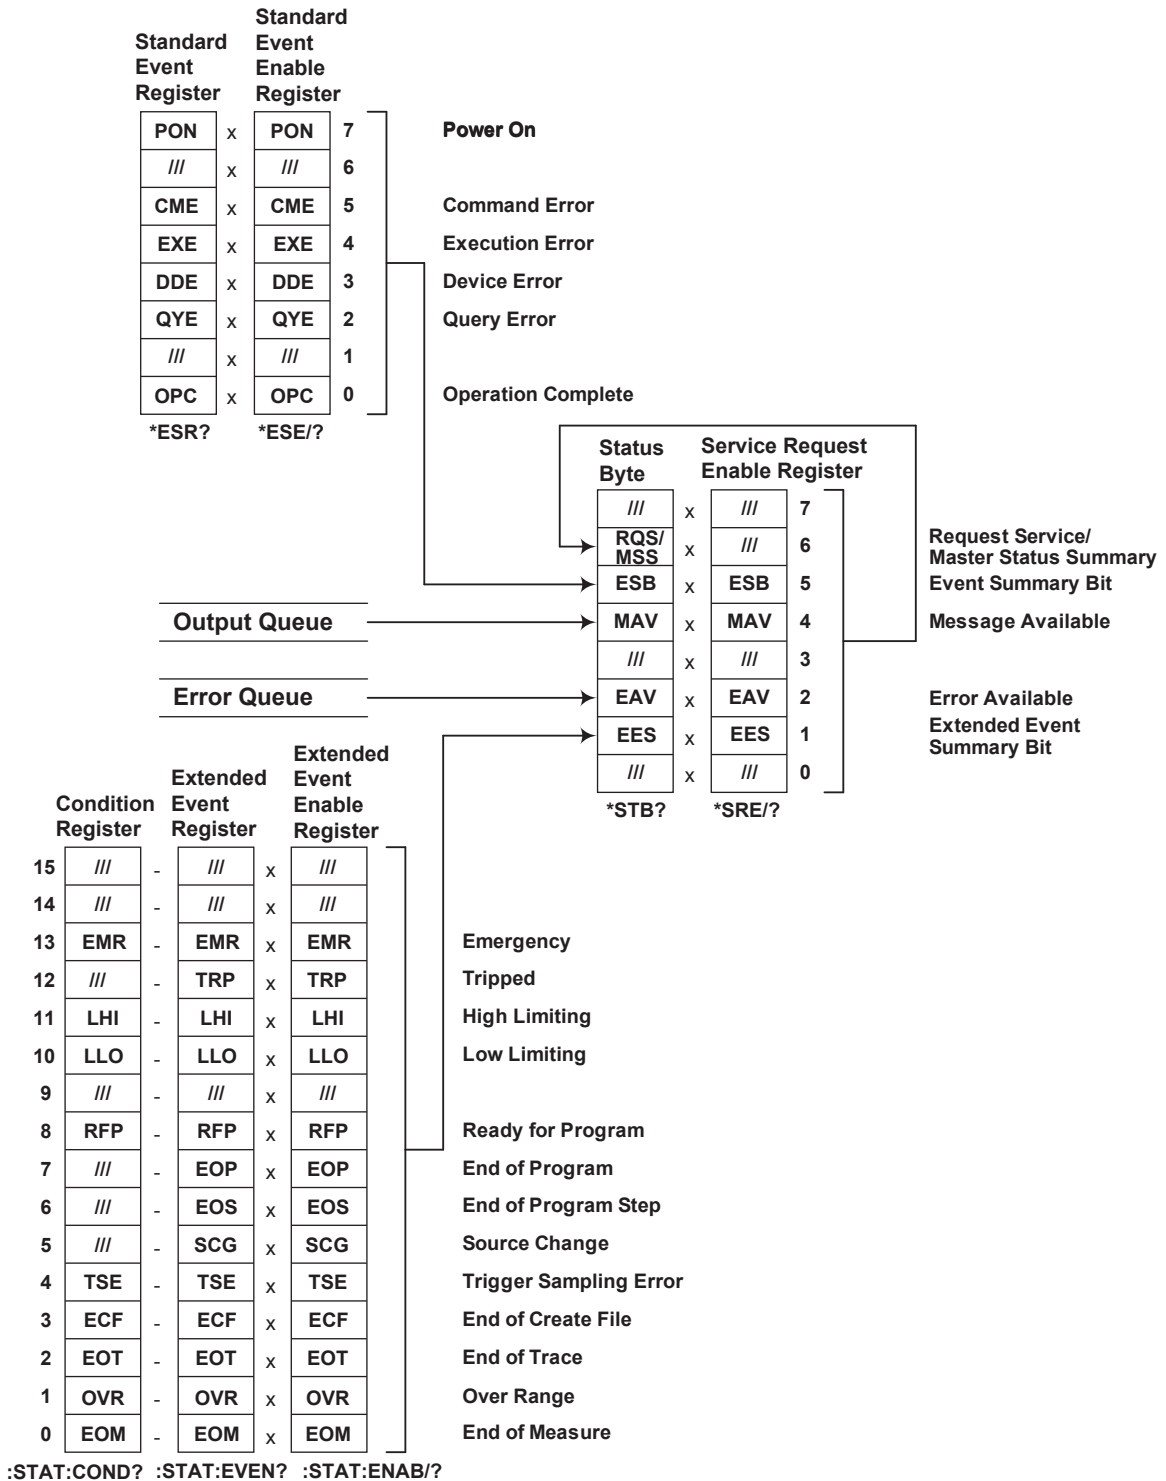 Standard
Event
Register
Standard
Event
Enable
Register
PON x PON 7 Power On
/// x /// 6
CME x CME 5 Command Error
EXE x EXE 4 Execution Error
DDE x DDE 3 Device Error
QYE x QYE 2 Query Error
/// x /// 1
OPC x OPC 0 Operation Complete
*ESR? *ESE/?
Status
Byte
Service Request
Enable Register
/// x /// 7
RQS/
MSS x /// 6 Request Service/
Master Status Summary
ESB x ESB 5 Event Summary Bit
Output Queue MAV x MAV 4 Message Available
/// x /// 3
Error Queue EAV x EAV 2 Error Available
EES x EES 1 Extended Event
Summary Bit
/// x /// 0
*STB? *SRE/?
Condition
Register
Extended
Event
Register
Extended
Event
Enable
Register
15 /// - /// x ///
14 /// - /// x ///
13 EMR - EMR x EMR Emergency
12 /// - TRP x TRP Tripped
11 LHI - LHI x LHI High Limiting
10 LLO - LLO x LLO Low Limiting
9 /// - /// x ///
8 RFP - RFP x RFP Ready for Program
7 /// - EOP x EOP End of Program
6 /// - EOS x EOS End of Program Step
5 /// - SCG x SCG Source Change
4 TSE - TSE x TSE Trigger Sampling Error
3 ECF - ECF x ECF End of Create File
2 EOT - EOT x EOT End of Trace
1 OVR - OVR x OVR Over Range
0 EOM - EOM x EOM End of Measure
:STAT:COND? :STAT:EVEN? :STAT:ENAB/?